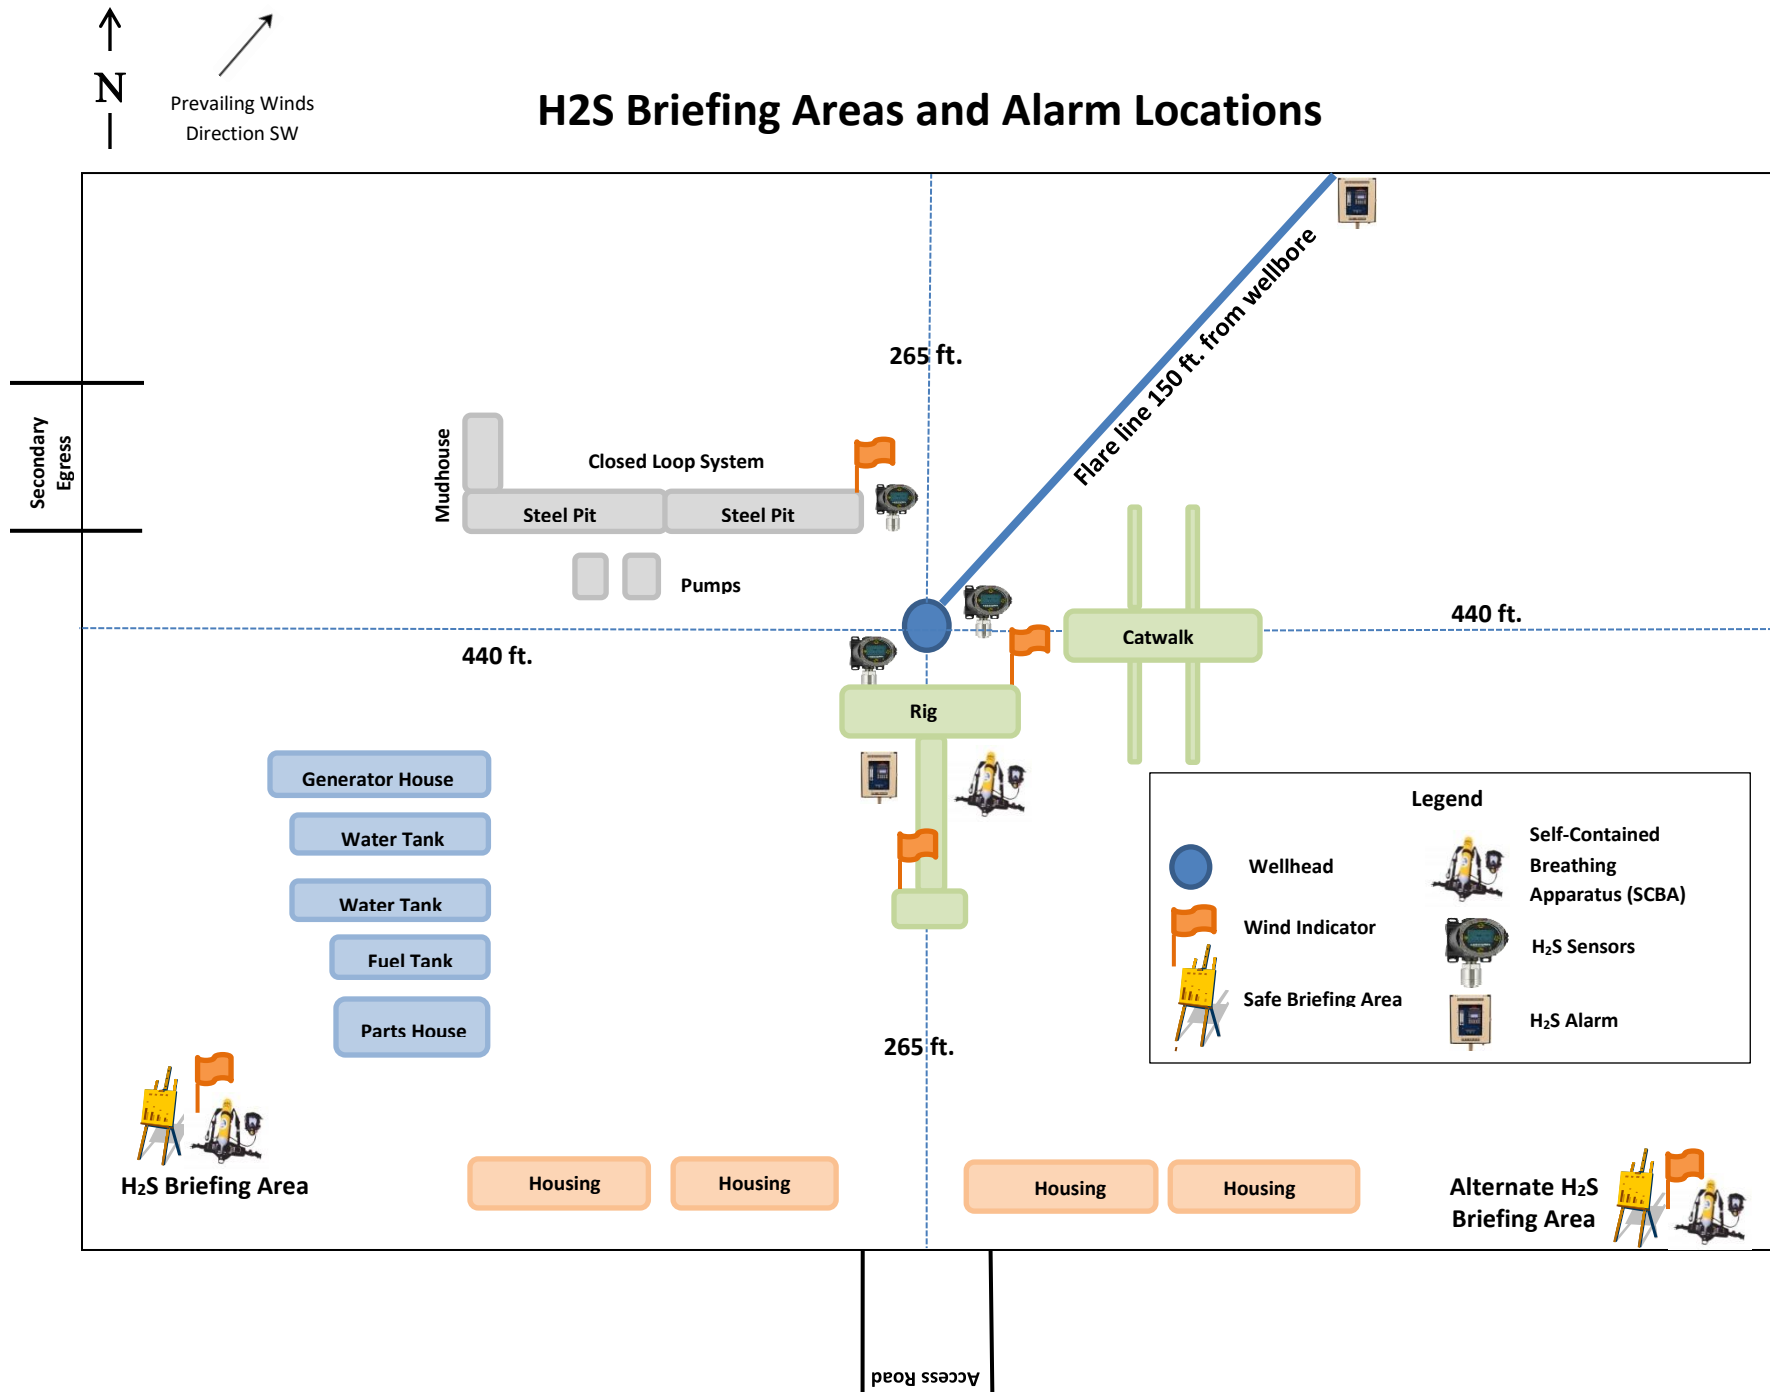 N
Prevailing Winds
Direction SW
H2S Briefing Areas and Alarm Locations
265 ft.
Flare line 150 ft. from wellbore
Secondary
Egress
Mudhouse
Closed Loop System
Steel Pit
Steel Pit
Pumps
440 ft.
440 ft.
Catwalk
Rig
Generator House
Water Tank
Water Tank
Fuel Tank
Parts House
265 ft.
Legend
Wellhead
Wind Indicator
Safe Briefing Area
Self-Contained
Breathing
Apparatus (SCBA)
H₂S Sensors
H₂S Alarm
H₂S Briefing Area
Housing
Housing
Housing
Housing
Alternate H₂S
Briefing Area
Access Road